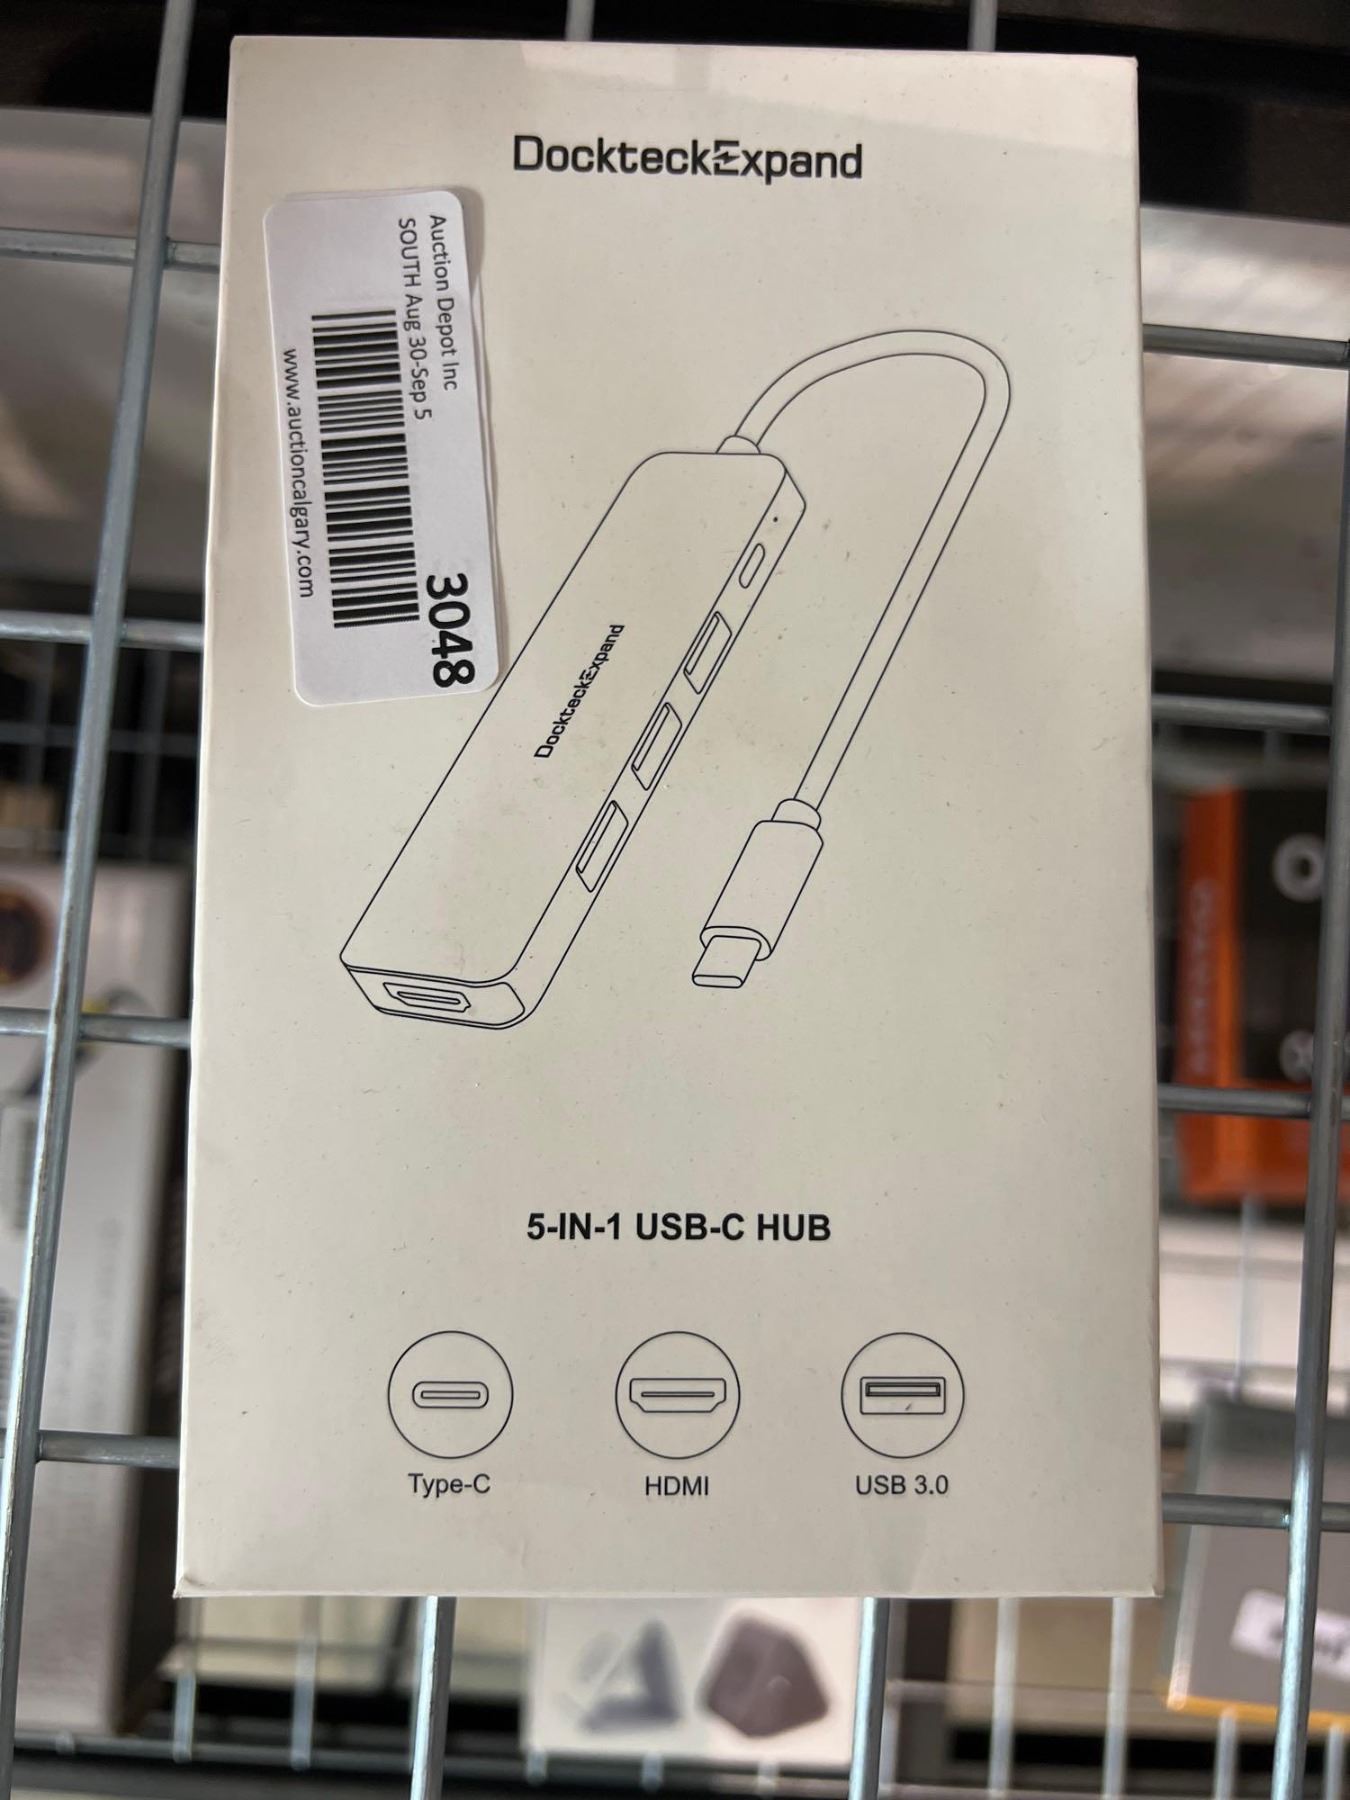 DockteckExpand
Auction Depot Inc
SOUTH Aug 30-Sep 5
3048
www.auctioncalgary.com
DockteckExpand
5-IN-1 USB-C HUB
Type-C
HDMI
USB 3.0